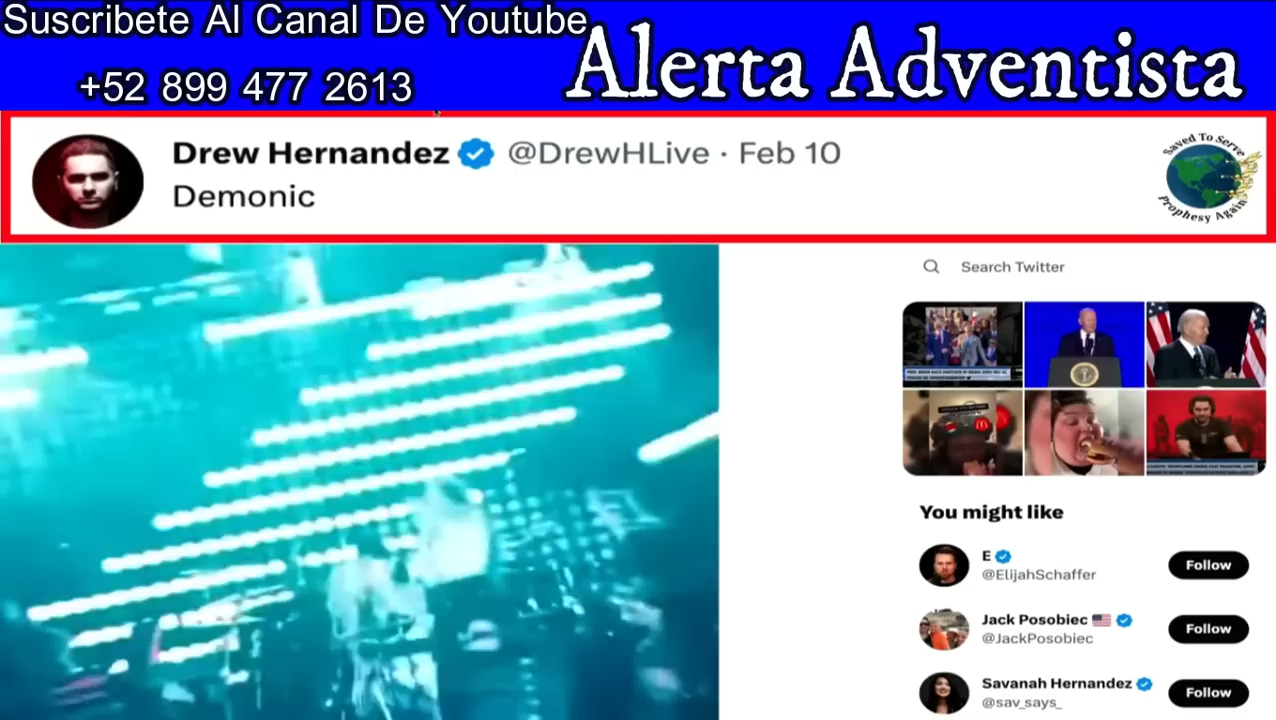 Suscribete Al Canal De Youtube
+52 899 477 2613
Alerta Adventista
Drew Hernandez @DrewHLive · Feb 10
Demonic
Saved To Serve
Prophesy Again
Search Twitter
You might like
E
@ElijahSchaffer
Follow
Jack Posobiec
@JackPosobiec
Follow
Savanah Hernandez
@sav_says_
Follow